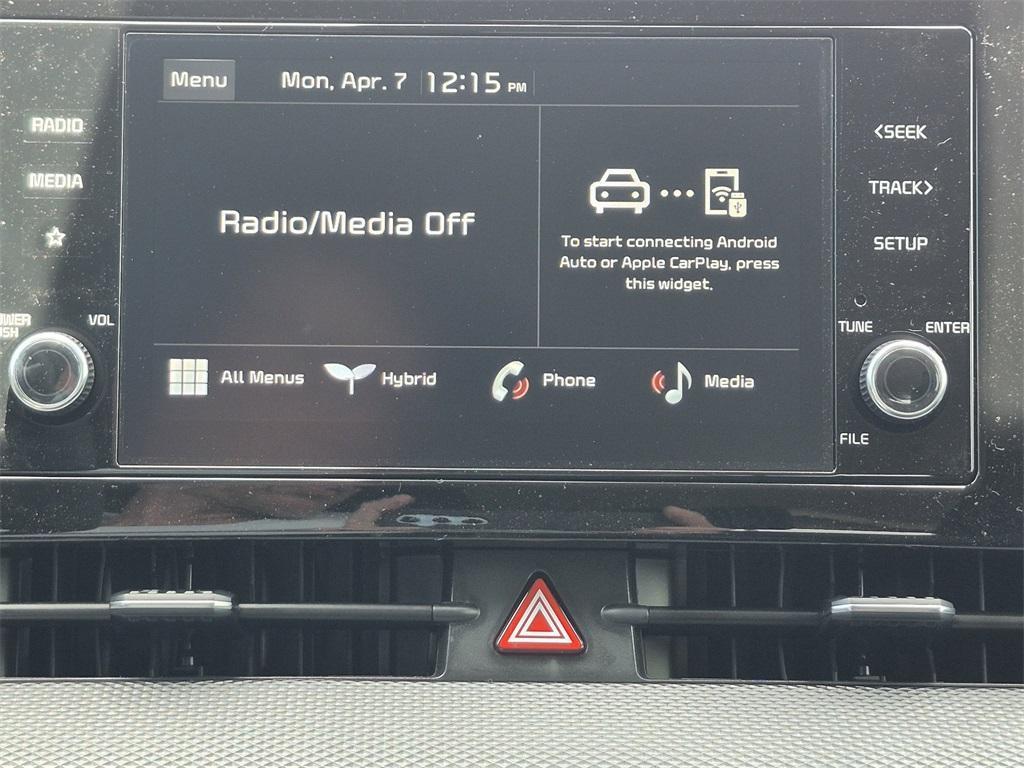 Menu
Mon, Apr. 7
12:15 PM
RADIO
MEDIA
VOL
Radio/Media Off
To start connecting Android
Auto or Apple CarPlay, press
this widget.
All Menus
Hybrid
Phone
Media
<SEEK
TRACK>
SETUP
TUNE
ENTER
FILE